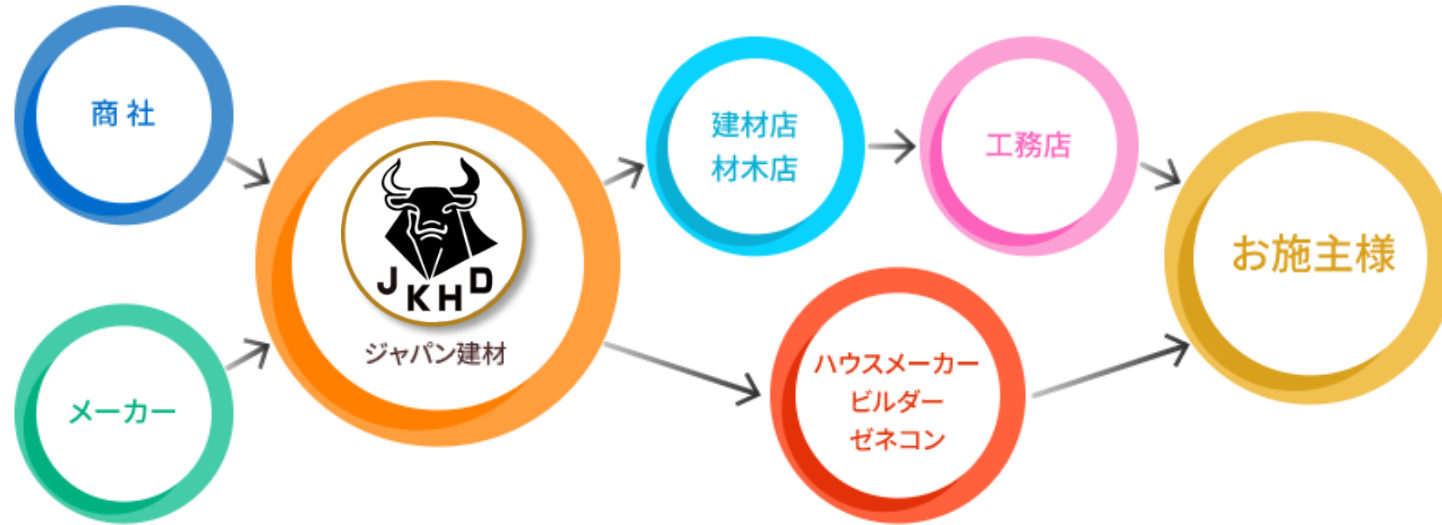 商 社
メーカー
JKHD
ジャパン建材
建材店
材木店
工務店
ハウスメーカー
ビルダー
ゼネコン
お施主様